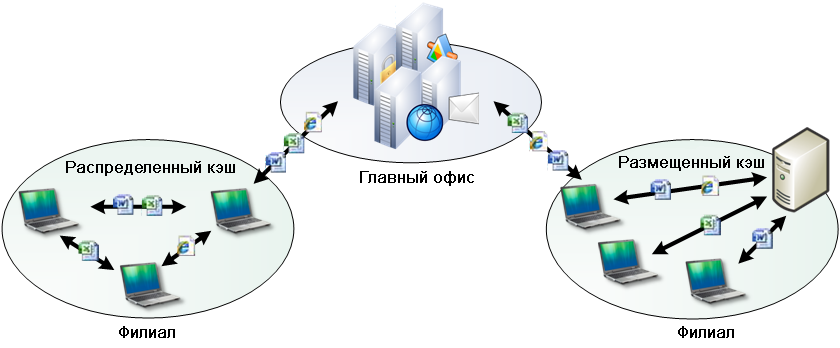 Главный офис
Распределенный кэш
Размещенный кэш
Филиал
Филиал